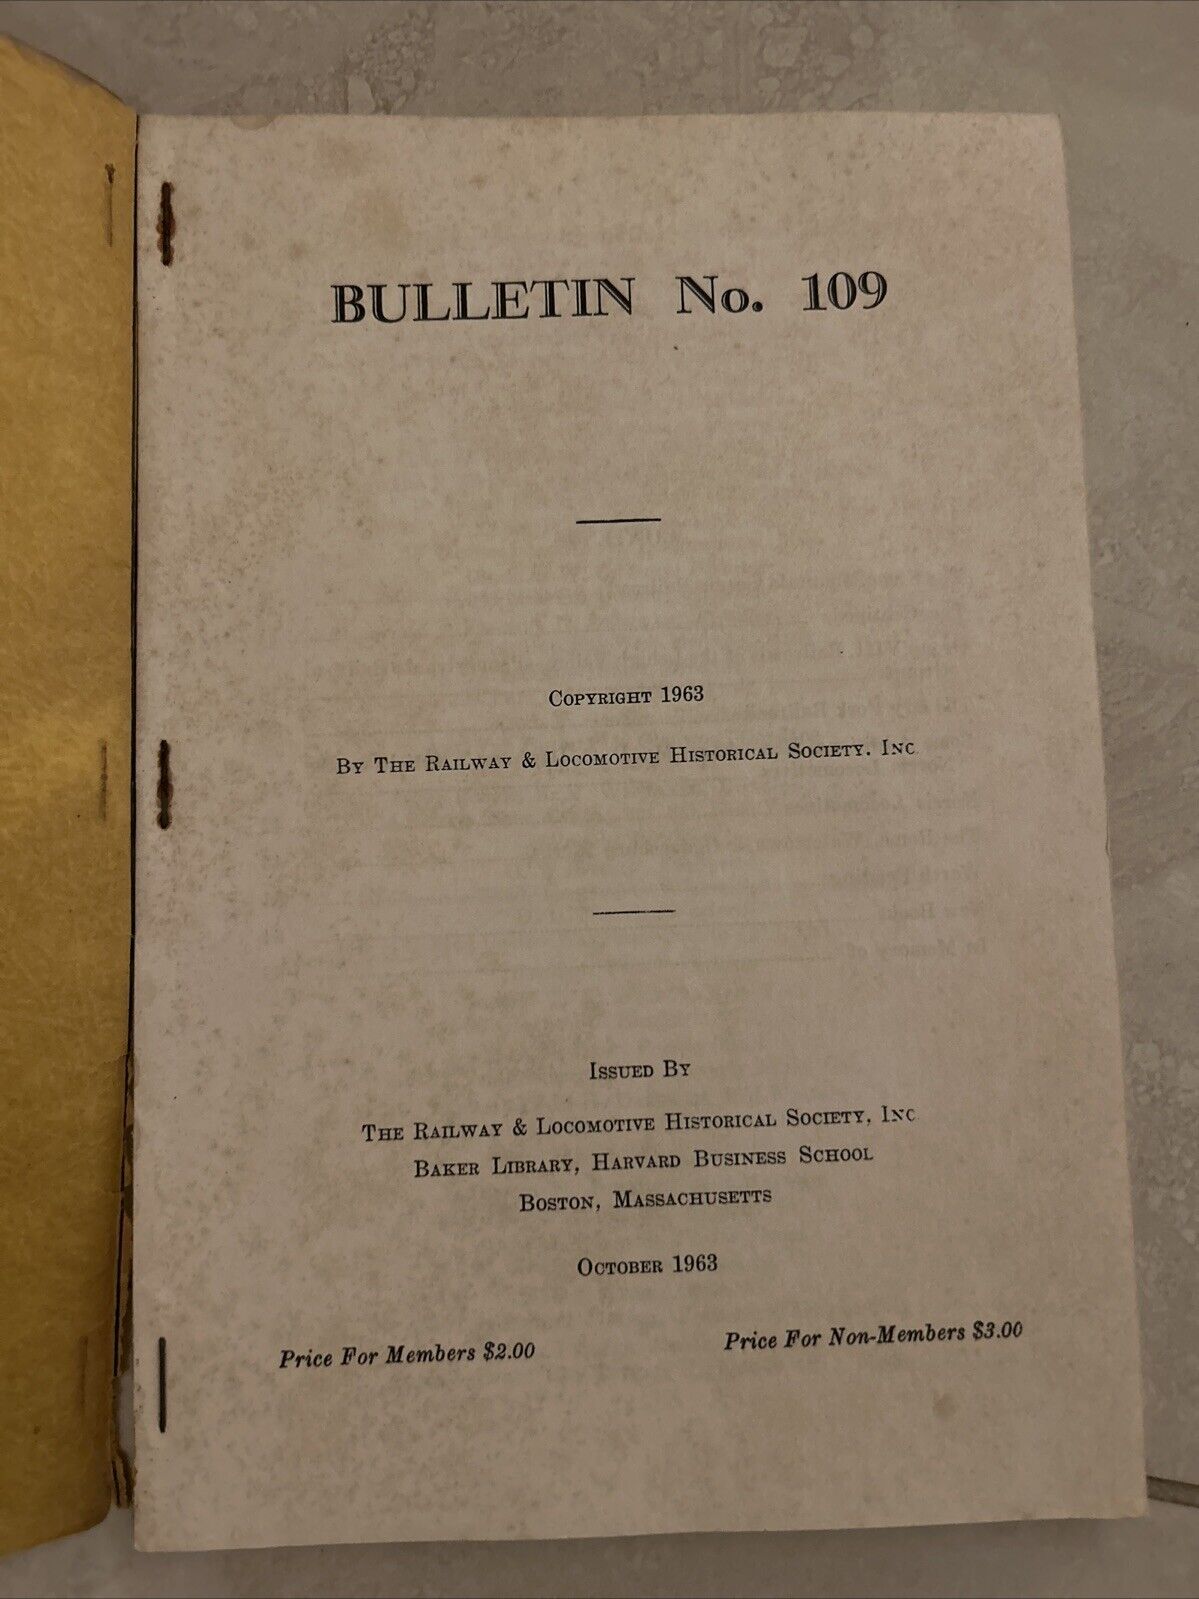 BULLETIN No. 109
COPYRIGHT 1963
BY THE RAILWAY & LOCOMOTIVE HISTORICAL SOCIETY. INC
ISSUED BY
THE RAILWAY & LOCOMOTIVE HISTORICAL SOCIETY, INC
BAKER LIBRARY, HARVARD BUSINESS SCHOOL
BOSTON, MASSACHUSETTS
OCTOBER 1963
Price For Members $2.00 Price For Non-Members $3.00